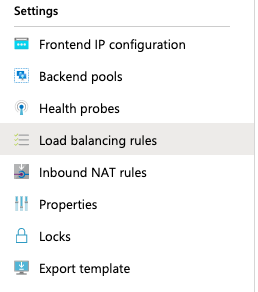 Settings
Frontend IP configuration
Backend pools
Health probes
Load balancing rules
Inbound NAT rules
Properties
Locks
Export template